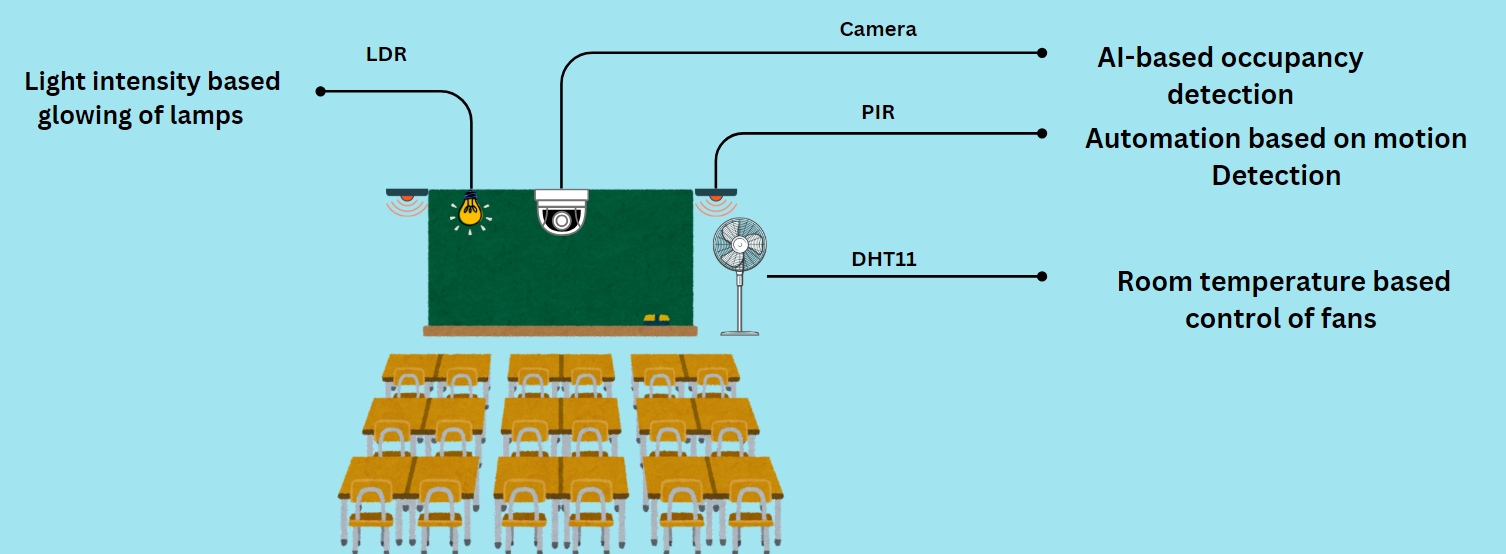 LDR
Light intensity based
glowing of lamps
Camera
AI-based occupancy
detection
PIR
Automation based on motion
Detection
DHT11
Room temperature based
control of fans